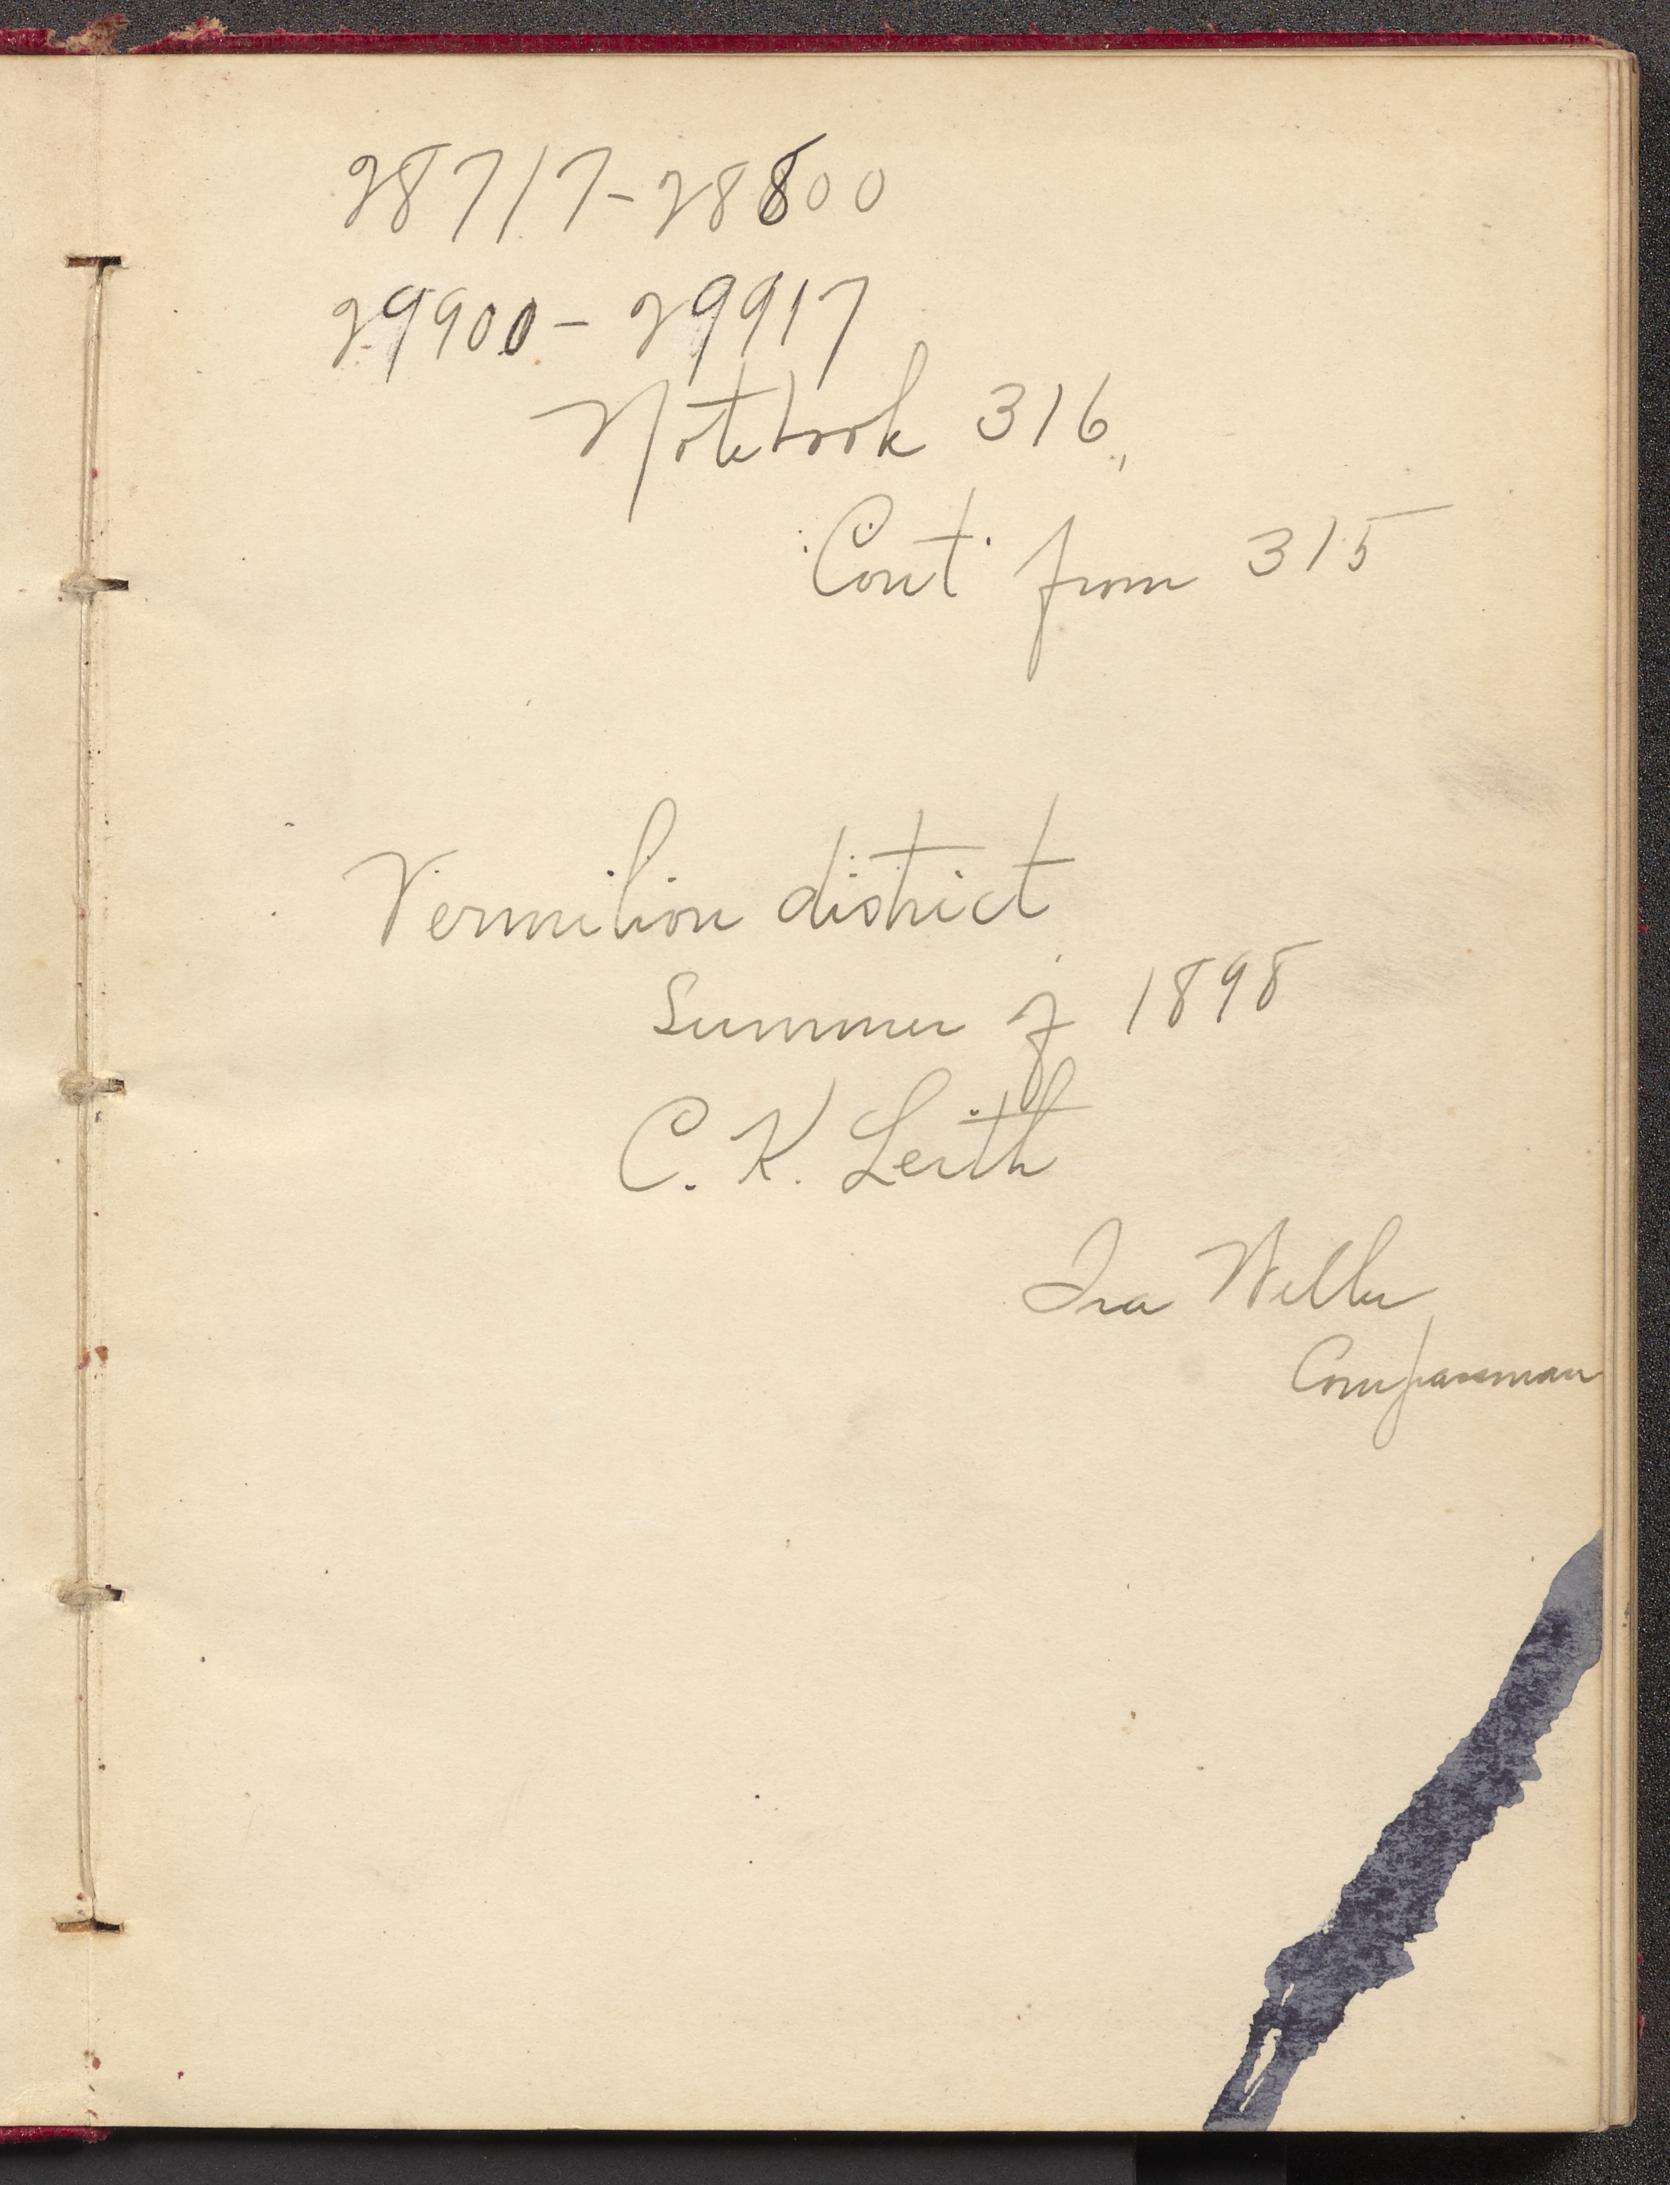 28717-28800
29900-29917
Notebook 316,
Cont. from 315
Vermilion district
Summer of 1898
C. K. Leith
Ira Weller
Compassman